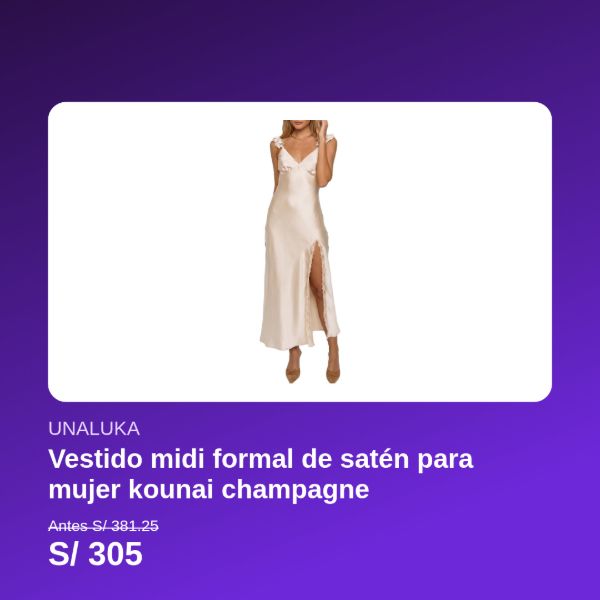 UNALUKA
Vestido midi formal de satén para
mujer kounai champagne
Antes S/ 381.25
S/ 305